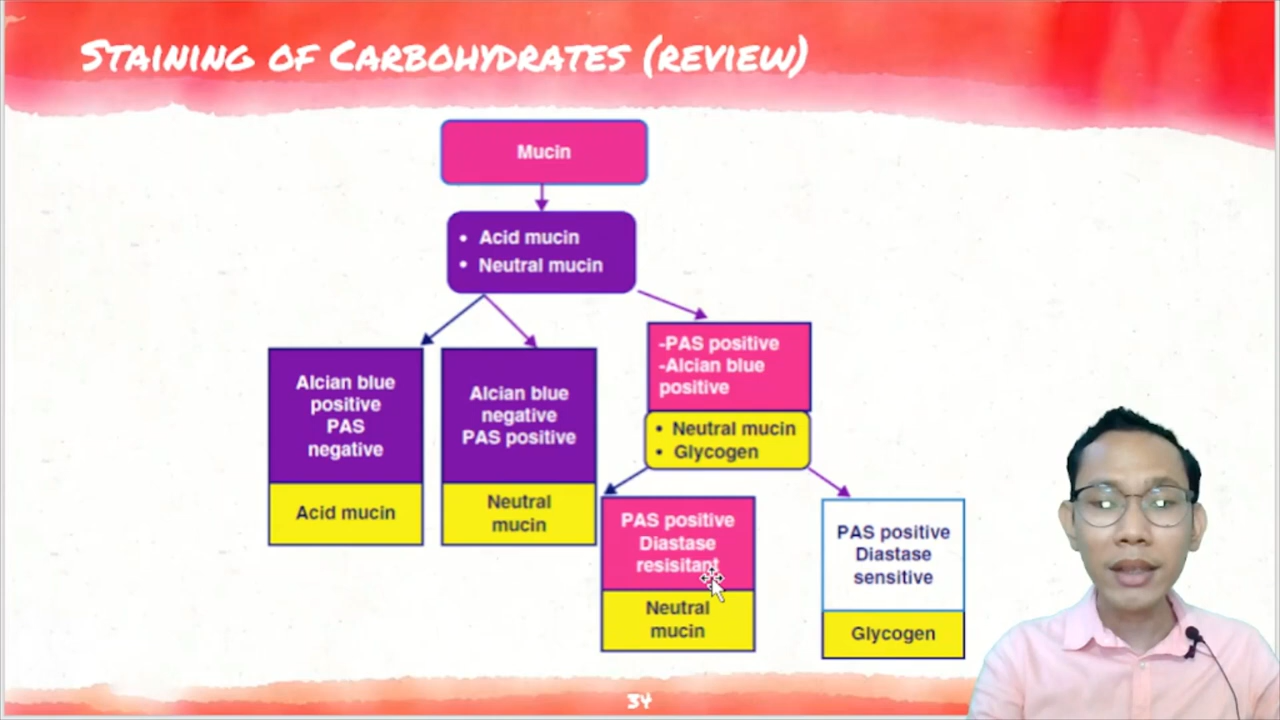 STAINING OF CARBOHYDRATES (REVIEW)
Mucin
• Acid mucin
• Neutral mucin
Alcian blue
positive
PAS
negative
Acid mucin
Alcian blue
negative
PAS positive
Neutral
mucin
-PAS positive
-Alcian blue
positive
• Neutral mucin
• Glycogen
PAS positive
Diastase
resisitant
Neutral
mucin
PAS positive
Diastase
sensitive
Glycogen
34